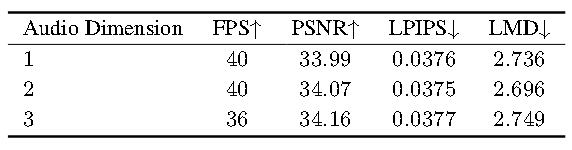 Audio Dimension FPS↑ PSNR↑ LPIPS↓ LMD↓
1 40 33.99 0.0376 2.736
2 40 34.07 0.0375 2.696
3 36 34.16 0.0377 2.749